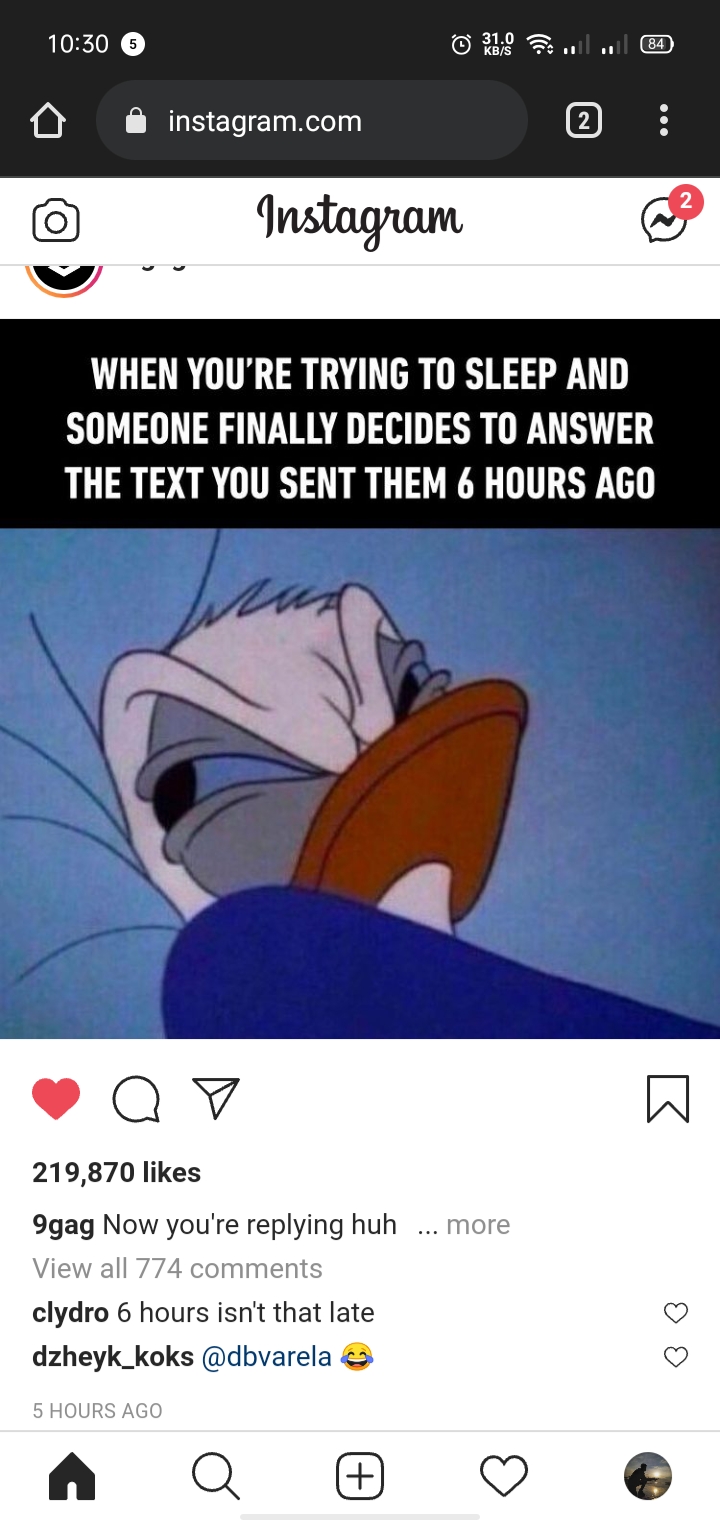 10:30 5 31.0 KB/S 84
instagram.com 2
Instagram 2
WHEN YOU'RE TRYING TO SLEEP AND
SOMEONE FINALLY DECIDES TO ANSWER
THE TEXT YOU SENT THEM 6 HOURS AGO
219,870 likes
9gag Now you're replying huh ... more
View all 774 comments
clydro 6 hours isn't that late
dzheyk_koks @dbvarela 😂
5 HOURS AGO